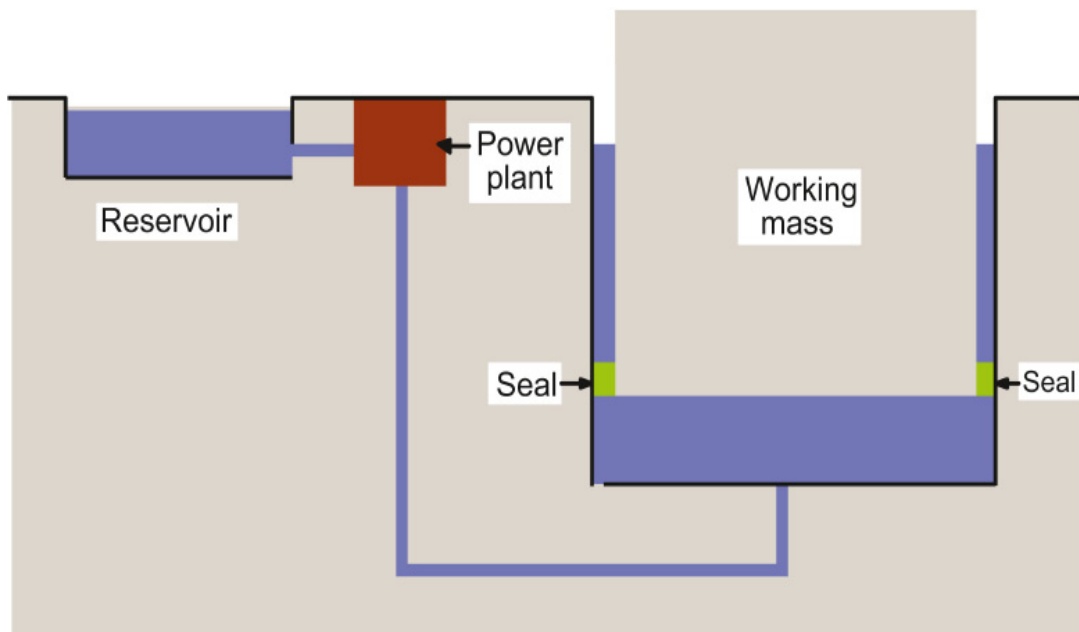 Power
plant
Reservoir
Working
mass
Seal
Seal